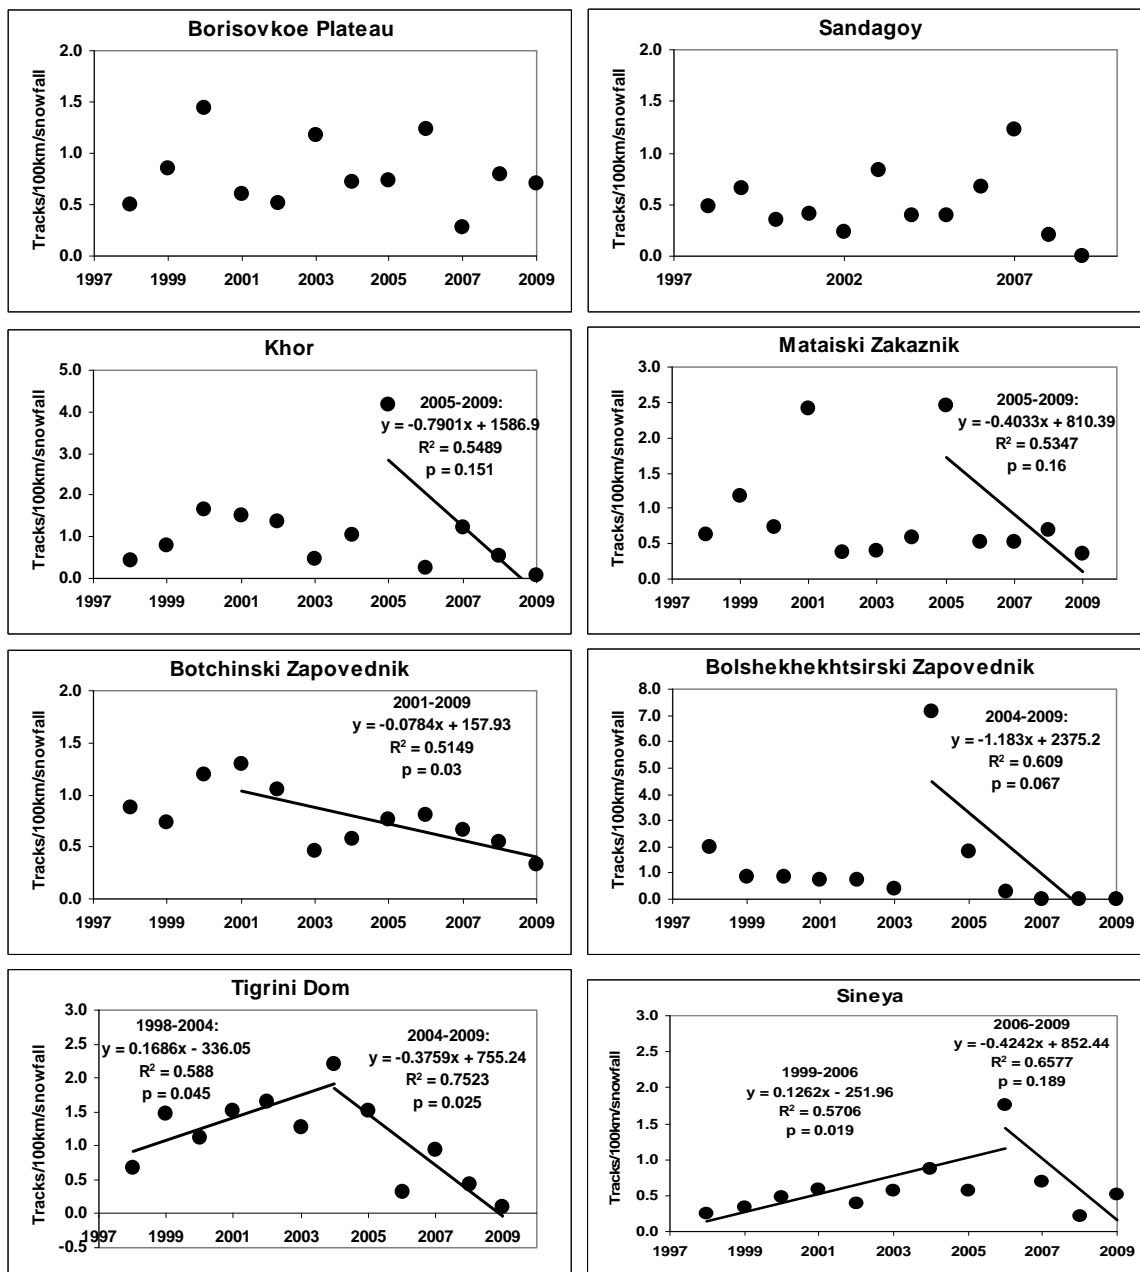 Borisovkoe Plateau
Tracks/100km/snowfall
2.0
1.5
1.0
0.5
0.0
1997 1999 2001 2003 2005 2007 2009
Sandagoy
Tracks/100km/snowfall
2.0
1.5
1.0
0.5
0.0
1997 2002 2007
Khor
Tracks/100km/snowfall
5.0
4.0
3.0
2.0
1.0
0.0
2005-2009:
y = -0.7901x + 1586.9
R² = 0.5489
p = 0.151
1997 1999 2001 2003 2005 2007 2009
Mataiski Zakaznik
Tracks/100km/snowfall
3.0
2.5
2.0
1.5
1.0
0.5
0.0
2005-2009:
y = -0.4033x + 810.39
R² = 0.5347
p = 0.16
1997 1999 2001 2003 2005 2007 2009
Botchinski Zapovednik
Tracks/100km/snowfall
2.0
1.5
1.0
0.5
0.0
2001-2009
y = -0.0784x + 157.93
R² = 0.5149
p = 0.03
1997 1999 2001 2003 2005 2007 2009
Bolshekhekhtsirski Zapovednik
Tracks/100km/snowfall
8.0
7.0
6.0
5.0
4.0
3.0
2.0
1.0
0.0
2004-2009:
y = -1.183x + 2375.2
R² = 0.609
p = 0.067
1997 1999 2001 2003 2005 2007 2009
Tigrini Dom
Tracks/100km/snowfall
3.0
2.5
2.0
1.5
1.0
0.5
0.0
-0.5
1998-2004:
y = 0.1686x - 336.05
R² = 0.588
p = 0.045
2004-2009:
y = -0.3759x + 755.24
R² = 0.7523
p = 0.025
1997 1999 2001 2003 2005 2007 2009
Sineya
Tracks/100km/snowfall
3.0
2.5
2.0
1.5
1.0
0.5
0.0
1999-2006
y = 0.1262x - 251.96
R² = 0.5706
p = 0.019
2006-2009
y = -0.4242x + 852.44
R² = 0.6577
p = 0.189
1997 1999 2001 2003 2005 2007 2009